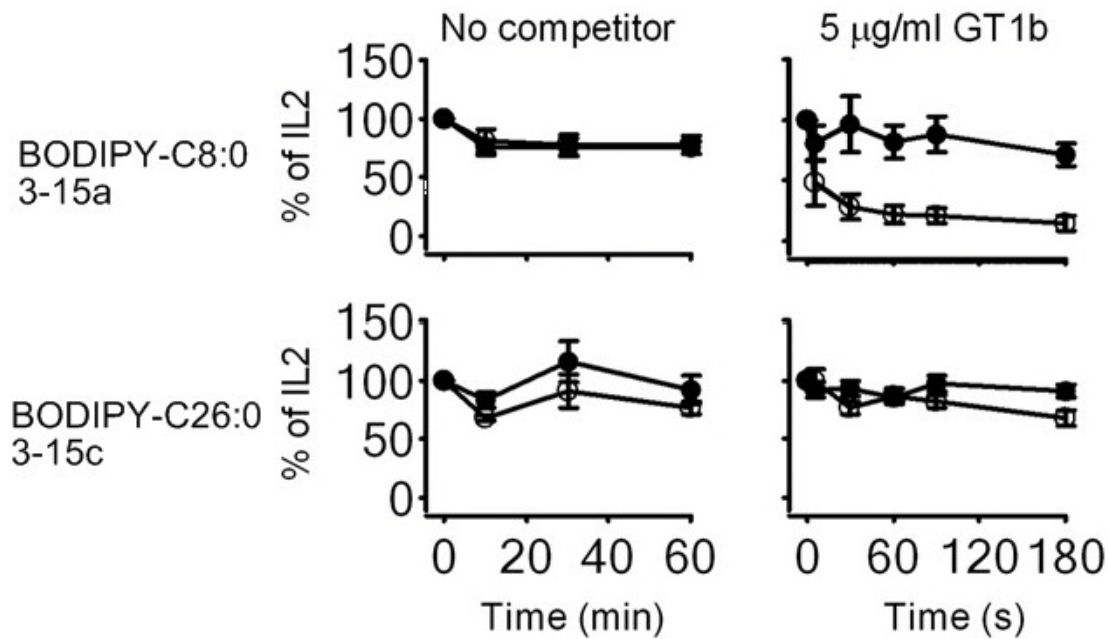 No competitor
5 μg/ml GT1b
BODIPY-C8:0
3-15a
% of IL2
150
100
50
0
0
20
40
60
0
60
120
180
BODIPY-C26:0
3-15c
% of IL2
150
100
50
0
Time (min)
Time (s)